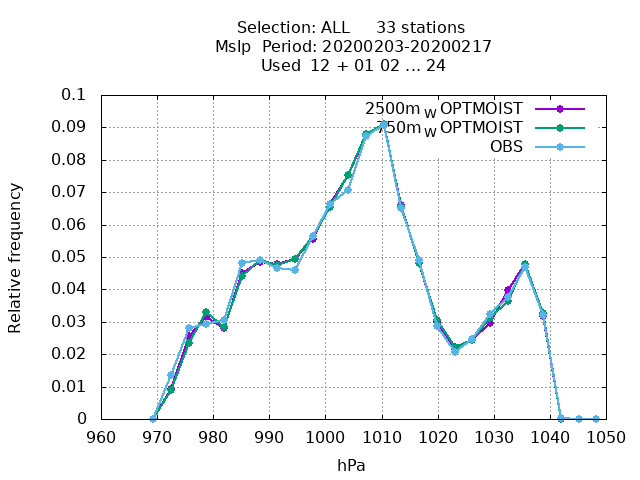 Selection: ALL     33 stations
Mslp  Period: 20200203-20200217
Used  12 + 01 02 ... 24
0.1
0.09
0.08
0.07
0.06
0.05
0.04
0.03
0.02
0.01
0
Relative frequency
2500m W OPTMOIST
750m W OPTMOIST
OBS
960 970 980 990 1000 1010 1020 1030 1040 1050
hPa